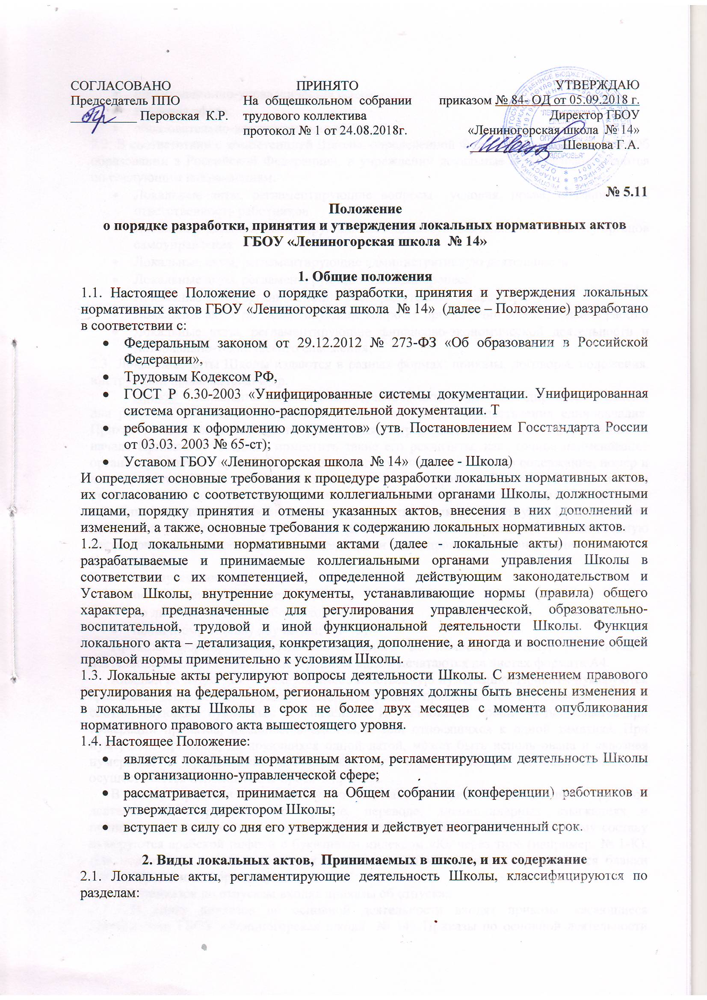 СОГЛАСОВАНО
Председатель ППО
Перовская К.Р.
ПРИНЯТО
На общешкольном собрании
трудового коллектива
протокол № 1 от 24.08.2018г.
УТВЕРЖДАЮ
приказом № 84- ОД от 05.09.2018 г.
Директор ГБОУ
«Лениногорская школа № 14»
Шевцова Г.А.
№ 5.11
Положение
о порядке разработки, принятия и утверждения локальных нормативных актов
ГБОУ «Лениногорская школа № 14»
1. Общие положения
1.1. Настоящее Положение о порядке разработки, принятия и утверждения локальных
нормативных актов ГБОУ «Лениногорская школа № 14» (далее – Положение) разработано
в соответствии с:
• Федеральным законом от 29.12.2012 № 273-ФЗ «Об образовании в Российской
Федерации»,
• Трудовым Кодексом РФ,
• ГОСТ Р 6.30-2003 «Унифицированные системы документации. Унифицированная
система организационно-распорядительной документации. Т
• ребования к оформлению документов» (утв. Постановлением Госстандарта России
от 03.03. 2003 № 65-ст);
• Уставом ГБОУ «Лениногорская школа № 14» (далее - Школа)
И определяет основные требования к процедуре разработки локальных нормативных актов,
их согласованию с соответствующими коллегиальными органами Школы, должностными
лицами, порядку принятия и отмены указанных актов, внесения в них дополнений и
изменений, а также, основные требования к содержанию локальных нормативных актов.
1.2. Под локальными нормативными актами (далее - локальные акты) понимаются
разрабатываемые и принимаемые коллегиальными органами управления Школы в
соответствии с их компетенцией, определенной действующим законодательством и
Уставом Школы, внутренние документы, устанавливающие нормы (правила) общего
характера, предназначенные для регулирования управленческой, образовательно-
воспитательной, трудовой и иной функциональной деятельности Школы. Функция
локального акта – детализация, конкретизация, дополнение, а иногда и восполнение общей
правовой нормы применительно к условиям Школы.
1.3. Локальные акты регулируют вопросы деятельности Школы. С изменением правового
регулирования на федеральном, региональном уровнях должны быть внесены изменения и
в локальные акты Школы в срок не более двух месяцев с момента опубликования
нормативного правового акта вышестоящего уровня.
1.4. Настоящее Положение:
• является локальным нормативным актом, регламентирующим деятельность Школы
в организационно-управленческой сфере;
• рассматривается, принимается на Общем собрании (конференции) работников и
утверждается директором Школы;
• вступает в силу со дня его утверждения и действует неограниченный срок.
2. Виды локальных актов, Принимаемых в школе, и их содержание
2.1. Локальные акты, регламентирующие деятельность Школы, классифицируются по
разделам: